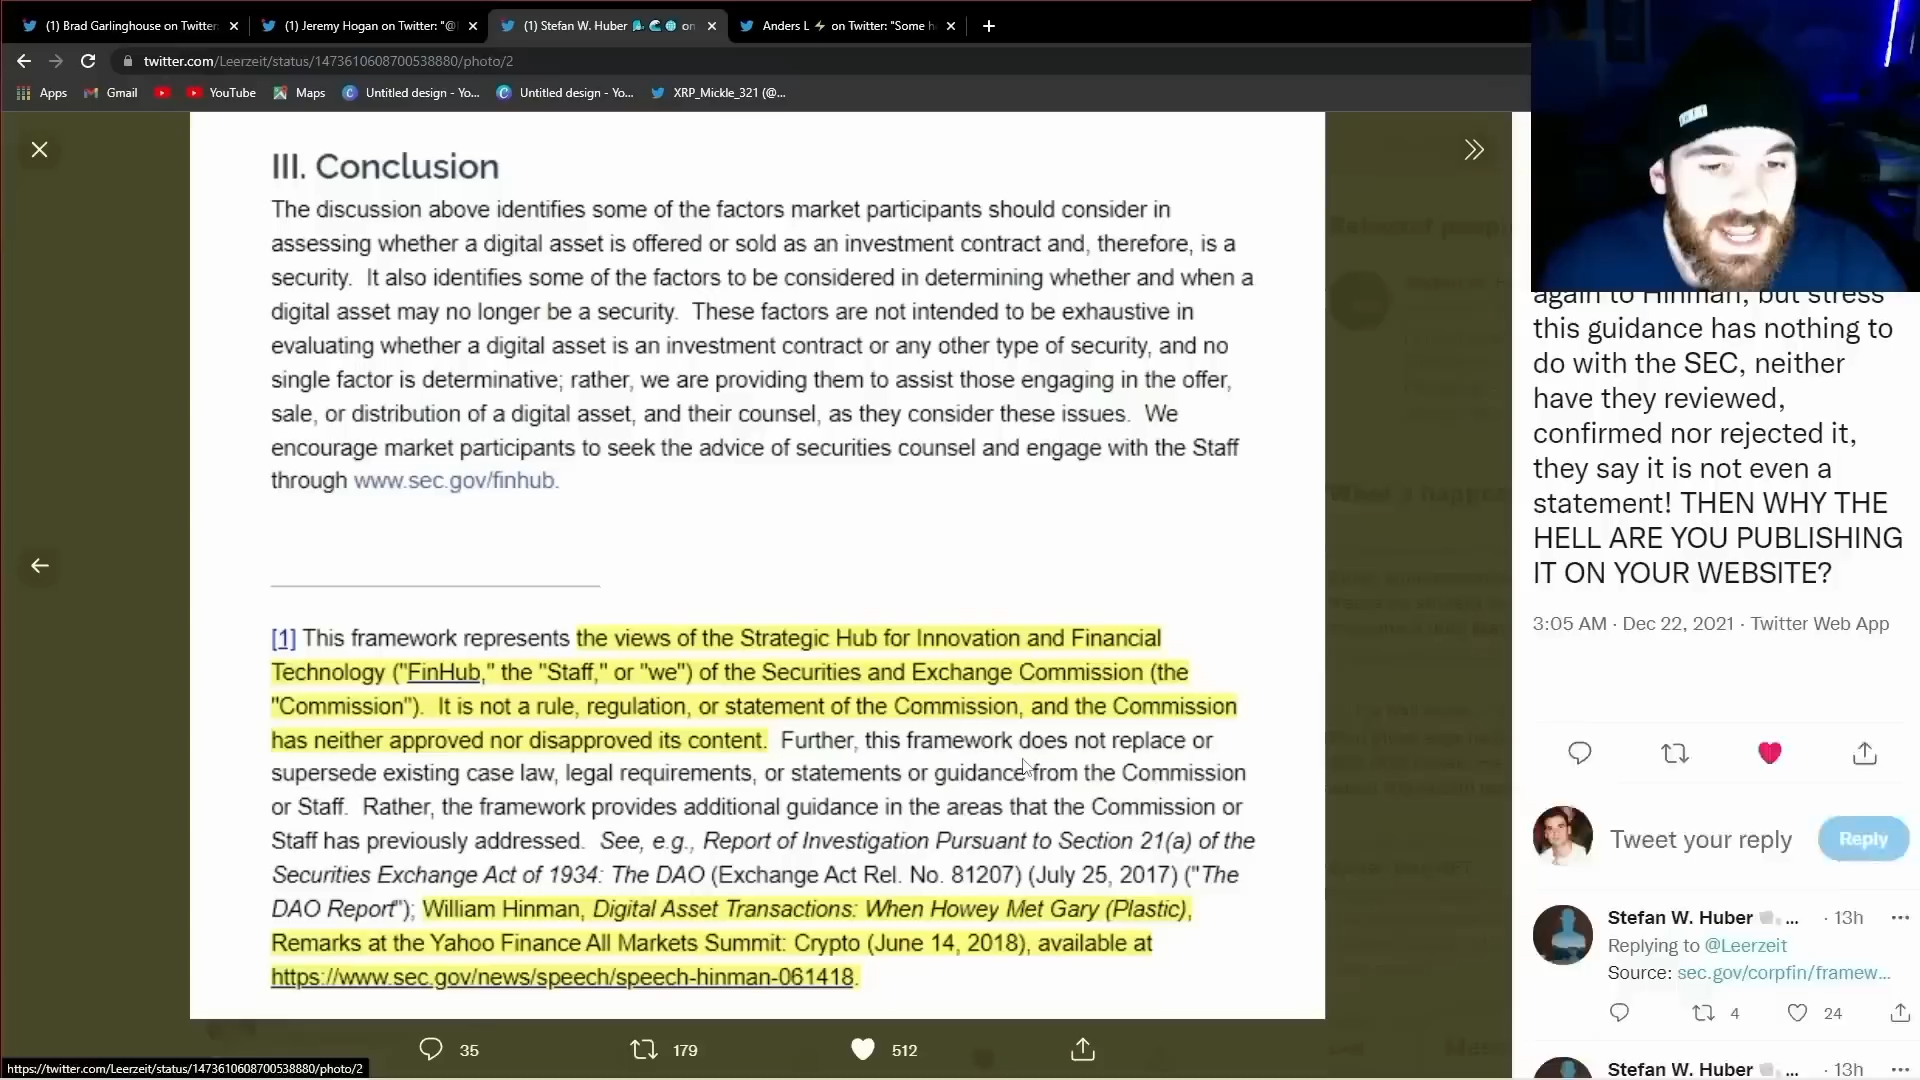 (1) Brad Garlinghouse on Twitter:
(1) Jeremy Hogan on Twitter: "@
(1) Stefan W. Huber on
Anders L ⚡ on Twitter: "Some h
twitter.com/Leerzeit/status/1473610608700538880/photo/2
Apps
Gmail
YouTube
Maps
Untitled design - Yo...
Untitled design - Yo...
XRP_Mickle_321 (@...
III. Conclusion
The discussion above identifies some of the factors market participants should consider in
assessing whether a digital asset is offered or sold as an investment contract and, therefore, is a
security. It also identifies some of the factors to be considered in determining whether and when a
digital asset may no longer be a security. These factors are not intended to be exhaustive in
evaluating whether a digital asset is an investment contract or any other type of security, and no
single factor is determinative; rather, we are providing them to assist those engaging in the offer,
sale, or distribution of a digital asset, and their counsel, as they consider these issues. We
encourage market participants to seek the advice of securities counsel and engage with the Staff
through www.sec.gov/finhub.
[1] This framework represents the views of the Strategic Hub for Innovation and Financial
Technology ("FinHub," the "Staff," or "we") of the Securities and Exchange Commission (the
"Commission"). It is not a rule, regulation, or statement of the Commission, and the Commission
has neither approved nor disapproved its content. Further, this framework does not replace or
supersede existing case law, legal requirements, or statements or guidance from the Commission
or Staff. Rather, the framework provides additional guidance in the areas that the Commission or
Staff has previously addressed. See, e.g., Report of Investigation Pursuant to Section 21(a) of the
Securities Exchange Act of 1934: The DAO (Exchange Act Rel. No. 81207) (July 25, 2017) ("The
DAO Report"); William Hinman, Digital Asset Transactions: When Howey Met Gary (Plastic),
Remarks at the Yahoo Finance All Markets Summit: Crypto (June 14, 2018), available at
https://www.sec.gov/news/speech/speech-hinman-061418.
35
179
512
https://twitter.com/Leerzeit/status/1473610608700538880/photo/2
again to Hinman, but stress
this guidance has nothing to
do with the SEC, neither
have they reviewed,
confirmed nor rejected it,
they say it is not even a
statement! THEN WHY THE
HELL ARE YOU PUBLISHING
IT ON YOUR WEBSITE?
3:05 AM · Dec 22, 2021 · Twitter Web App
Tweet your reply
Reply
Stefan W. Huber ... · 13h
Replying to @Leerzeit
Source: sec.gov/corpfin/framew...
4
24
Stefan W. Huber ... · 13h